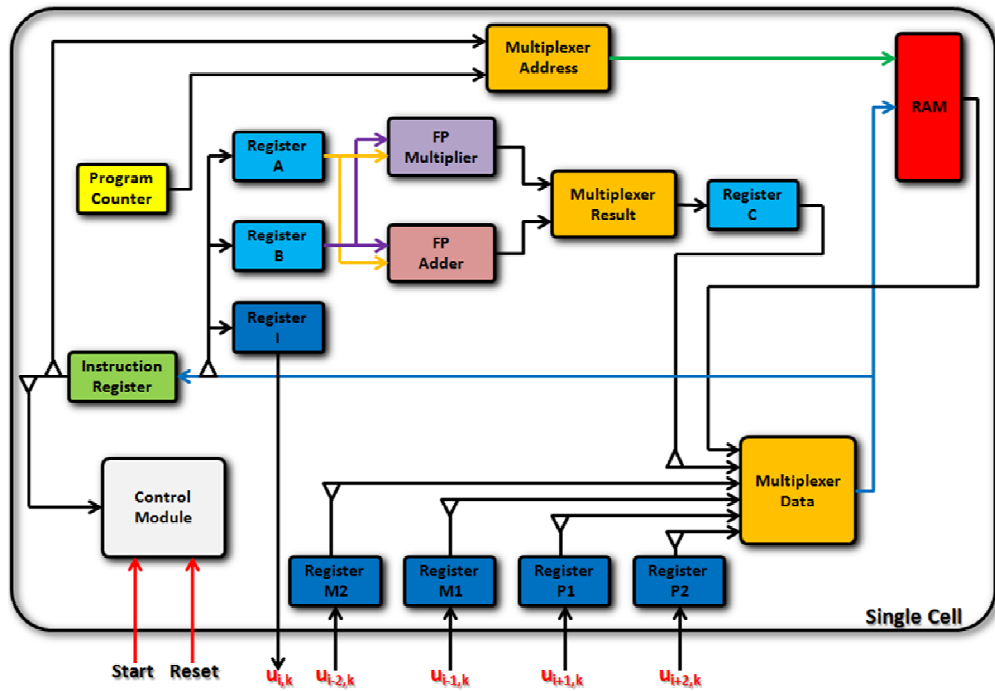 Multiplexer
Address
RAM
Register
A
FP
Multiplier
Program
Counter
Multiplexer
Result
Register
C
Register
B
FP
Adder
Register
I
Instruction
Register
Control
Module
Multiplexer
Data
Register
M2
Register
M1
Register
P1
Register
P2
Single Cell
Start
Reset
ui,k
ui-2,k
ui-1,k
ui+1,k
ui+2,k